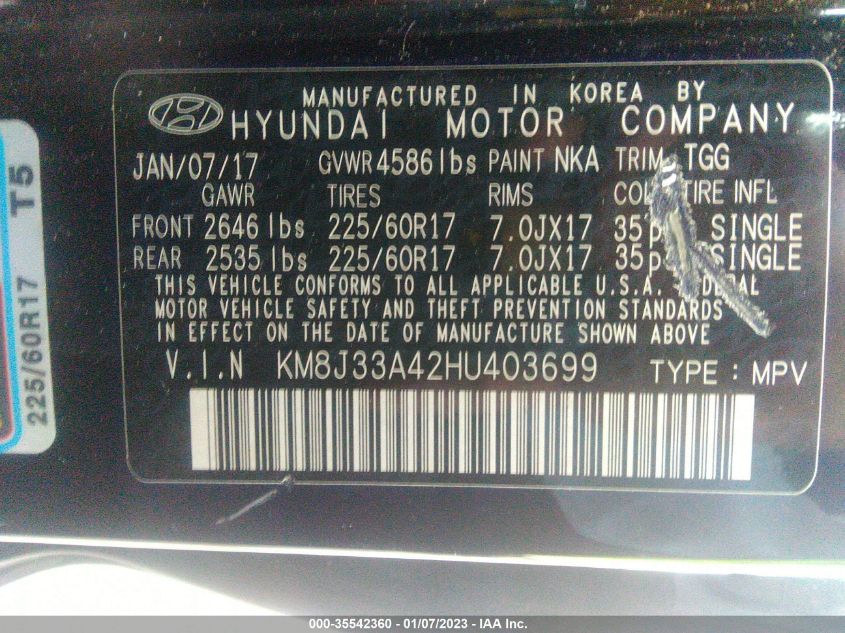 MANUFACTURED IN KOREA BY
HYUNDAI MOTOR COMPANY
JAN/07/17 GVWR 4586 lbs PAINT NKA TRIM TGG
GAWR TIRES RIMS TIRE INFL
FRONT 2646 lbs 225/60R17 7.0JX17 35 SINGLE
REAR 2535 lbs 225/60R17 7.0JX17 35 SINGLE
THIS VEHICLE CONFORMS TO ALL APPLICABLE U.S.A. FEDERAL
MOTOR VEHICLE SAFETY AND THEFT PREVENTION STANDARDS
IN EFFECT ON THE DATE OF MANUFACTURE SHOWN ABOVE
V.I.N KM8J33A42HU403699 TYPE : MPV
225/60R17 T5
000-35542360 - 01/07/2023 - IAA Inc.